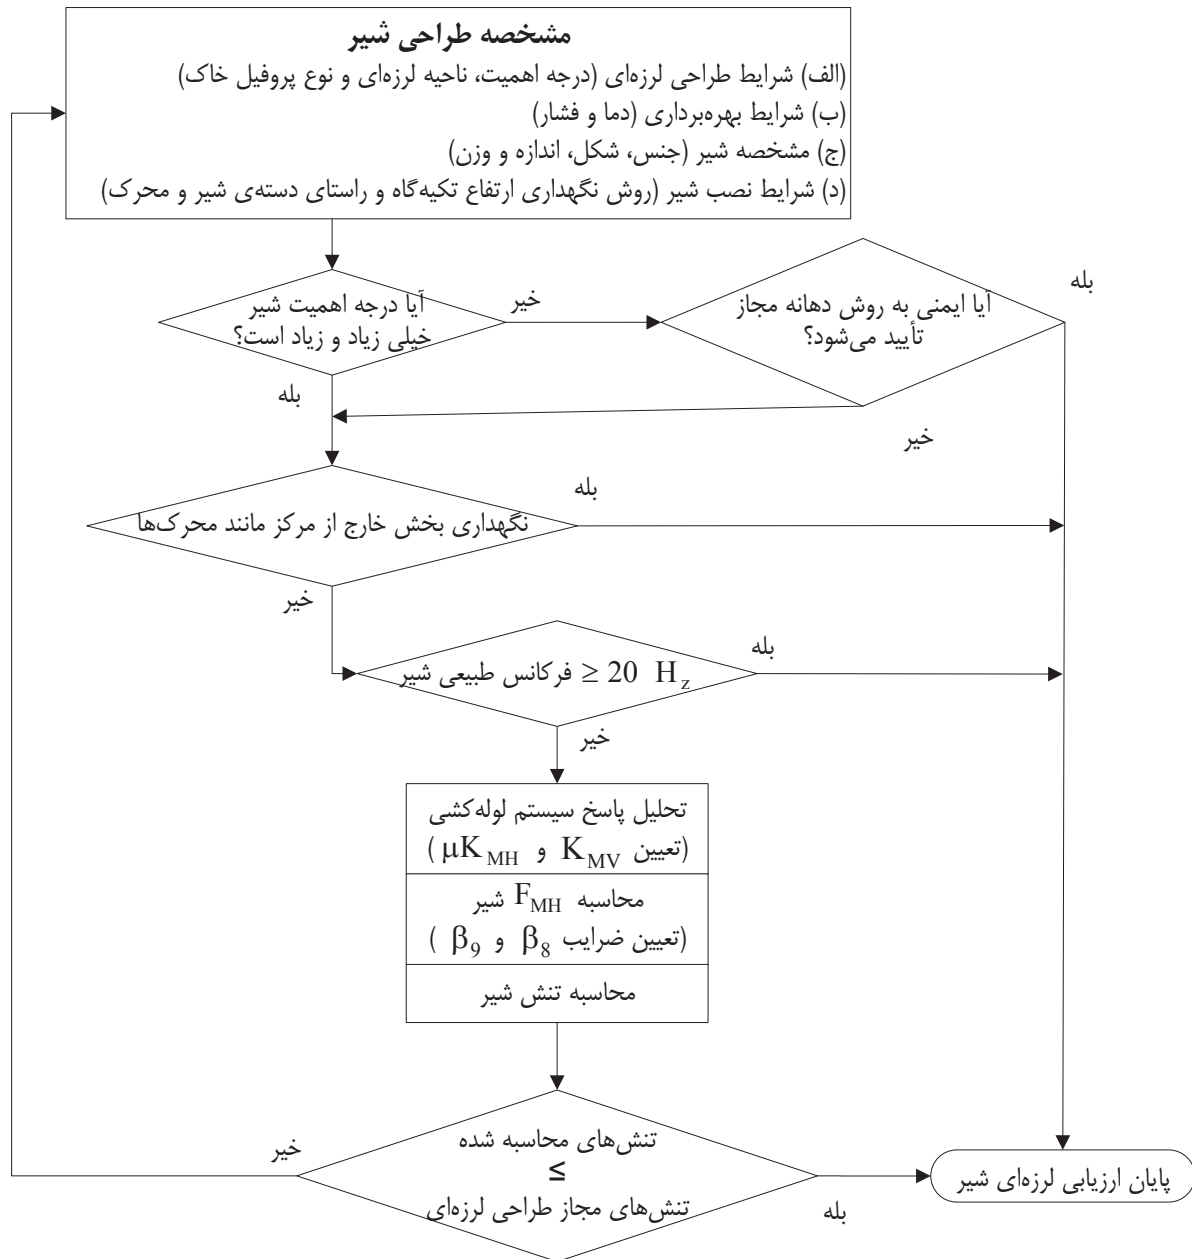 مشخصه طراحی شیر
(الف) شرایط طراحی لرزه‌ای (درجه اهمیت، ناحیه لرزه‌ای و نوع پروفیل خاک)
(ب) شرایط بهره‌برداری (دما و فشار)
(ج) مشخصه شیر (جنس، شکل، اندازه و وزن)
(د) شرایط نصب شیر (روش نگهداری ارتفاع تکیه‌گاه و راستای دسته‌ی شیر و محرک)
آیا درجه اهمیت شیر
خیلی زیاد و زیاد است؟
خیر
آیا ایمنی به روش دهانه مجاز
تأیید می‌شود؟
بله
بله
خیر
نگهداری بخش خارج از مرکز مانند محرک‌ها
بله
خیر
فرکانس طبیعی شیر ≥ 20 Hz
بله
خیر
تحلیل پاسخ سیستم لوله‌کشی
(تعیین KMV و μKMH)
محاسبه FMH شیر
(تعیین ضرایب β8 و β9)
محاسبه تنش شیر
تنش‌های محاسبه شده
≤
تنش‌های مجاز طراحی لرزه‌ای
خیر
بله
پایان ارزیابی لرزه‌ای شیر